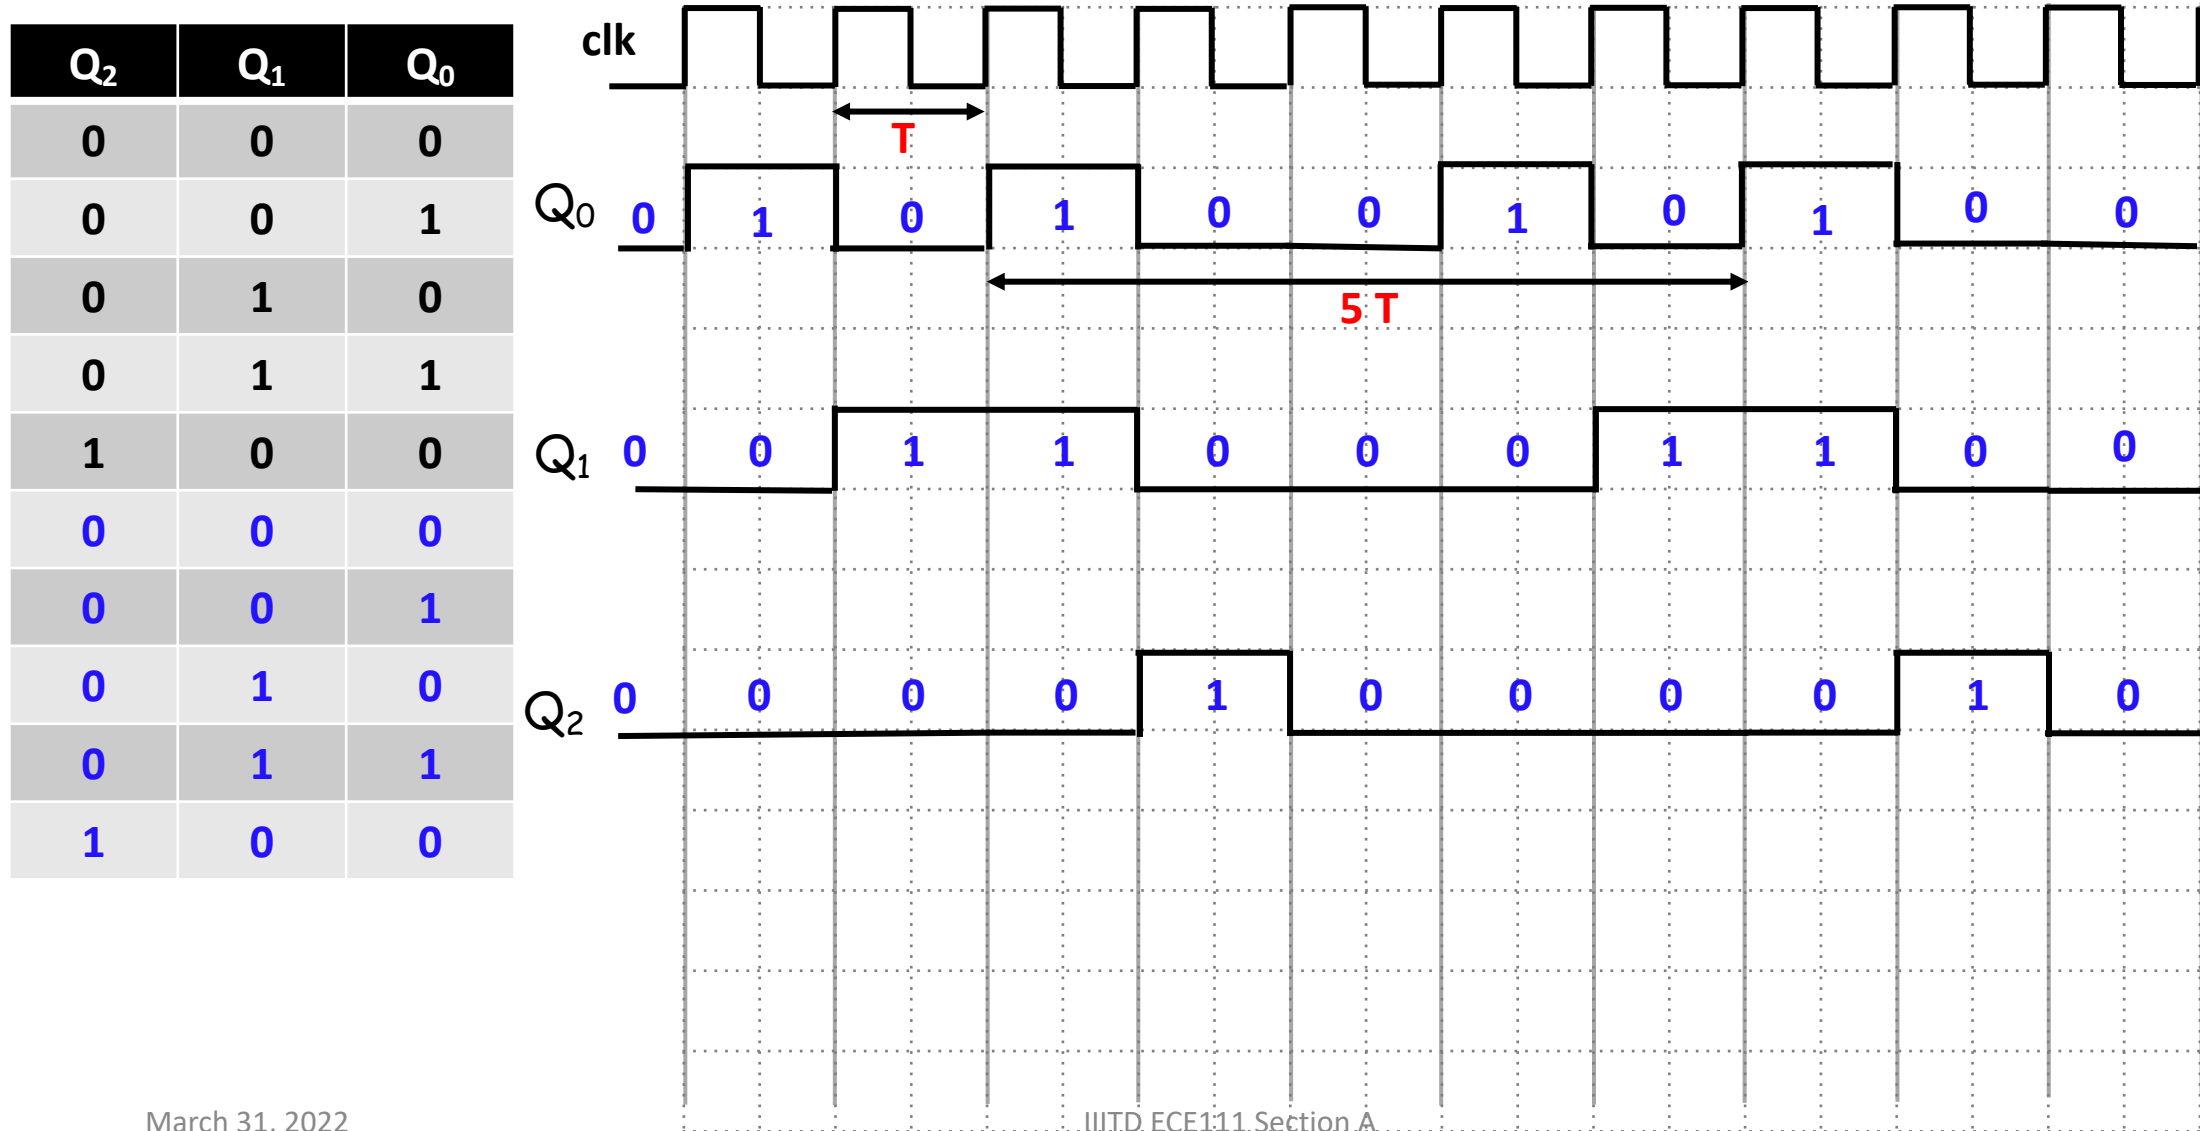 Q₂ Q₁ Q₀
0 0 0
0 0 1
0 1 0
0 1 1
1 0 0
0 0 0
0 0 1
0 1 0
0 1 1
1 0 0
clk
T
Q₀ 0 1 0 1 0 0 1 0 1 0 0
5 T
Q₁ 0 0 1 1 0 0 0 1 1 0 0
Q₂ 0 0 0 0 1 0 0 0 0 1 0
March 31, 2022
IIITD ECE111 Section A